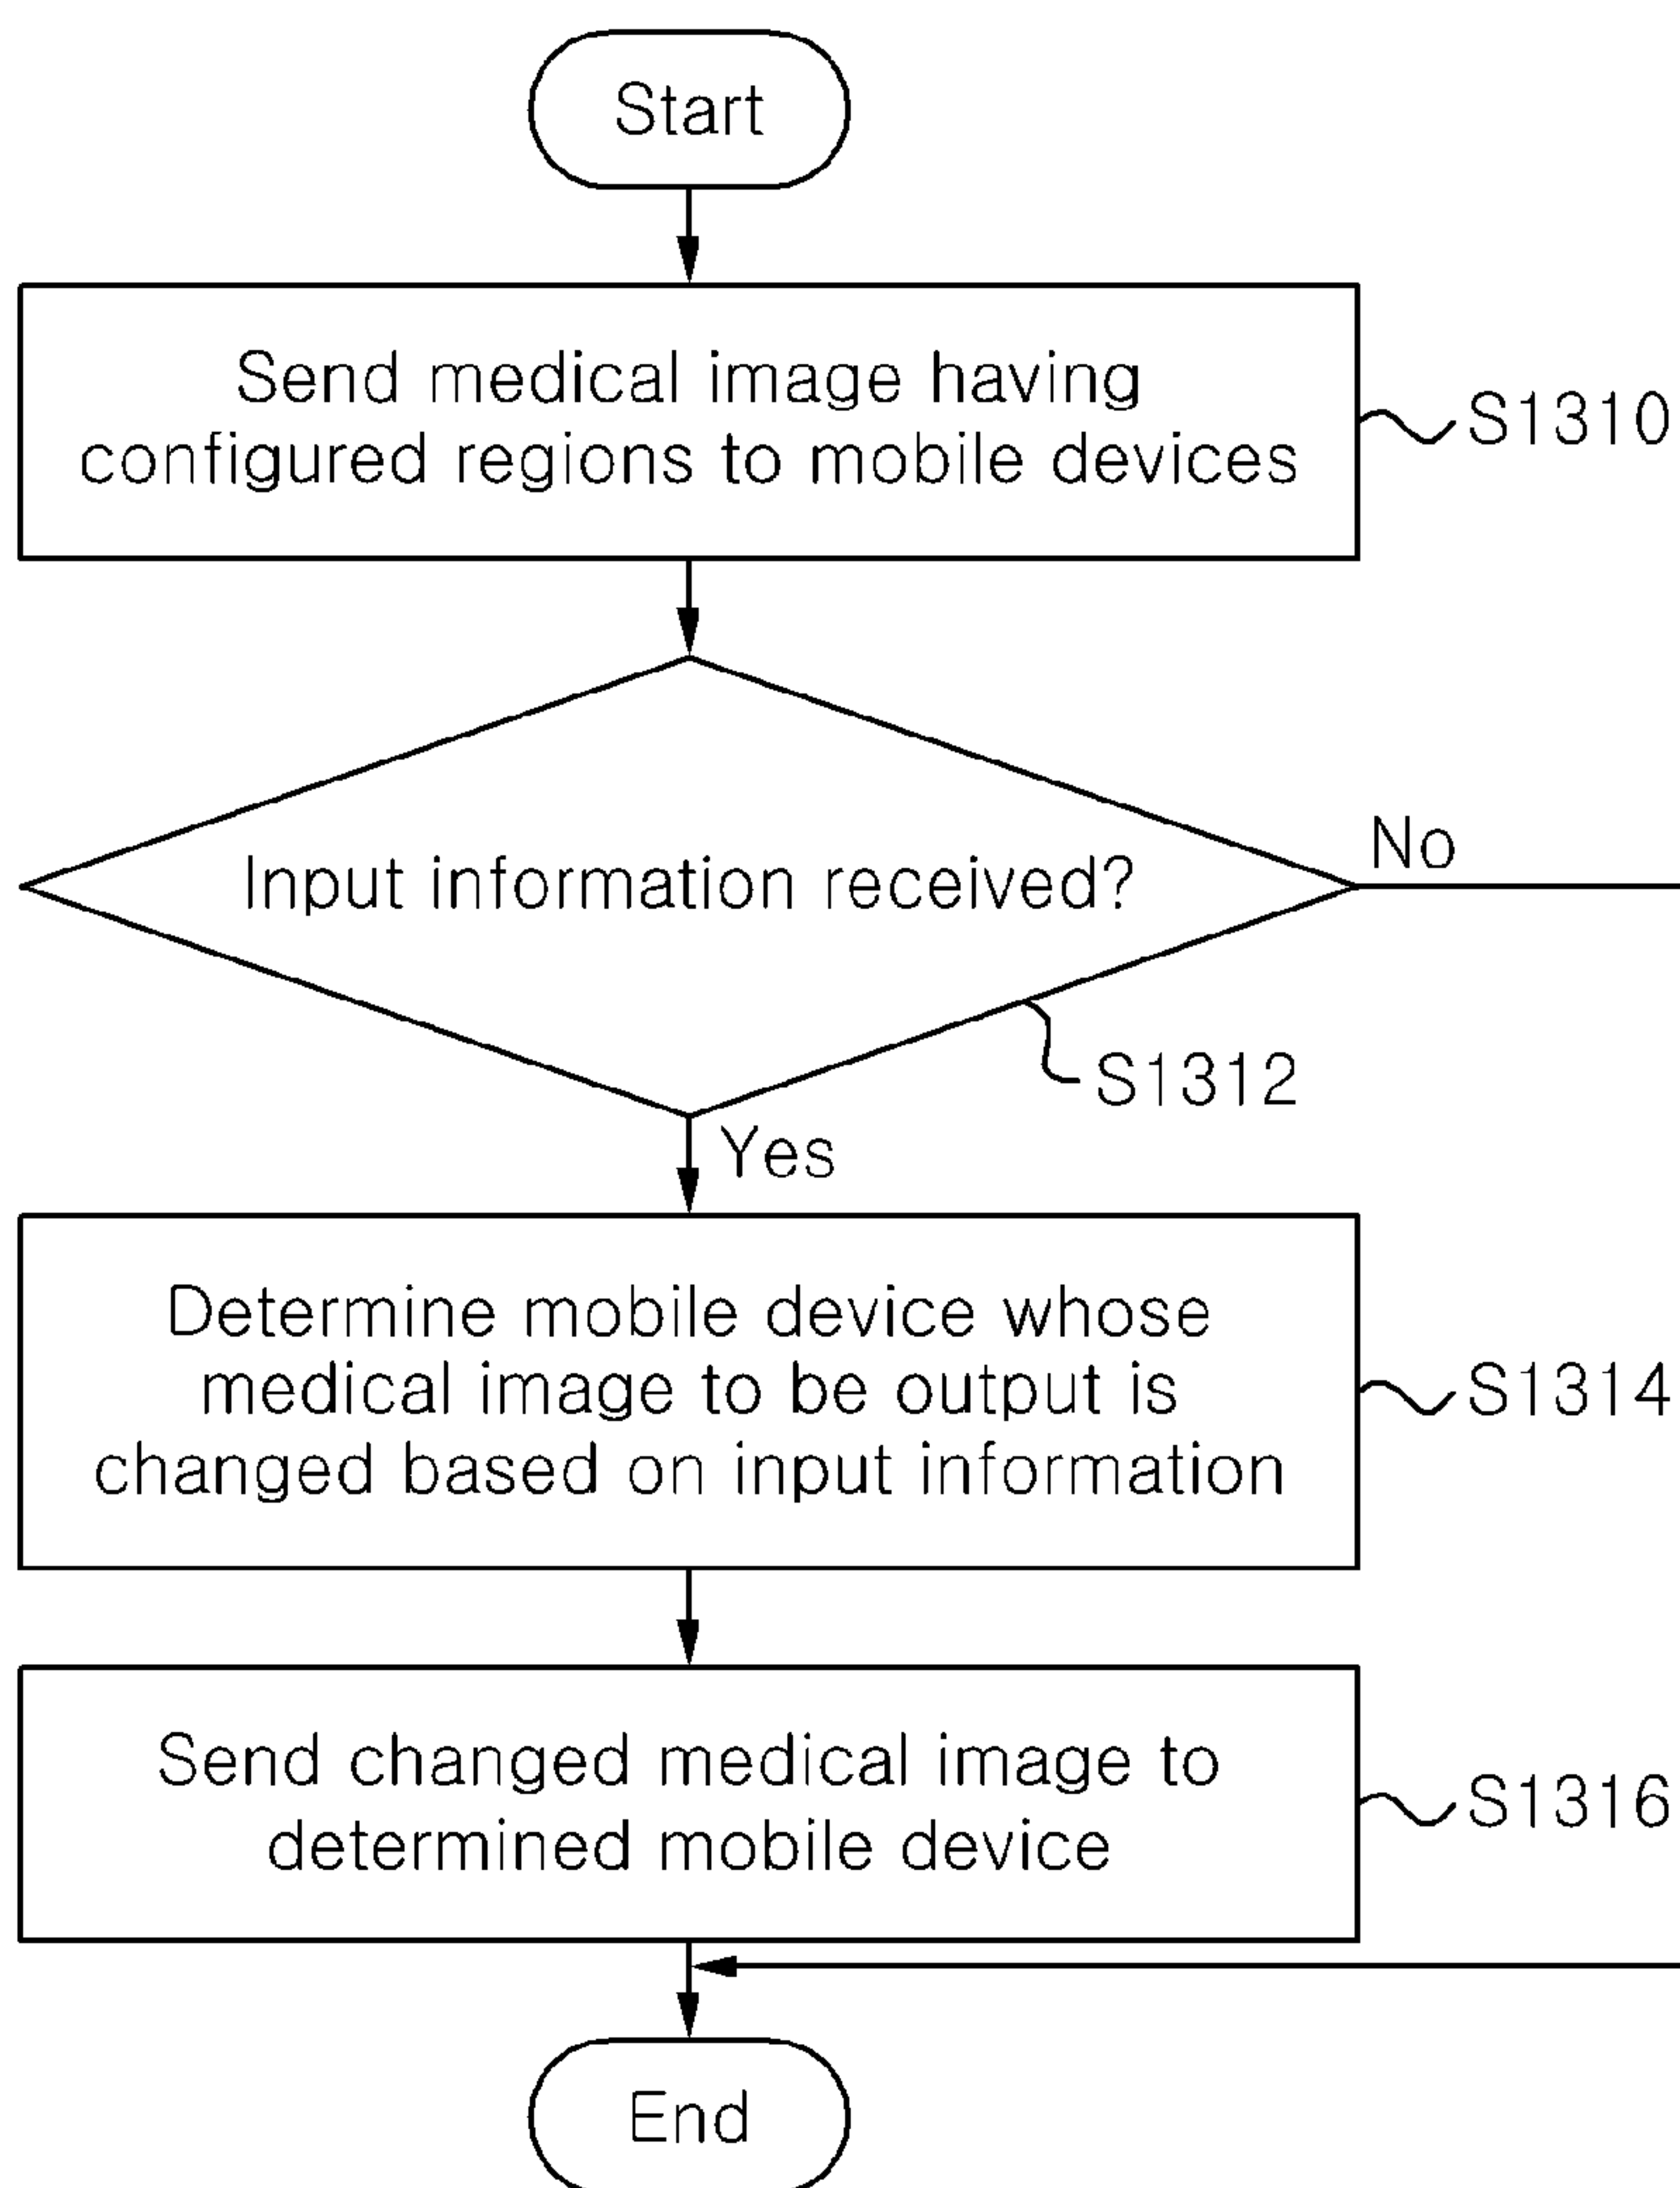 Start
Send medical image having
configured regions to mobile devices
S1310
Input information received?
No
S1312
Yes
Determine mobile device whose
medical image to be output is
changed based on input information
S1314
Send changed medical image to
determined mobile device
S1316
End